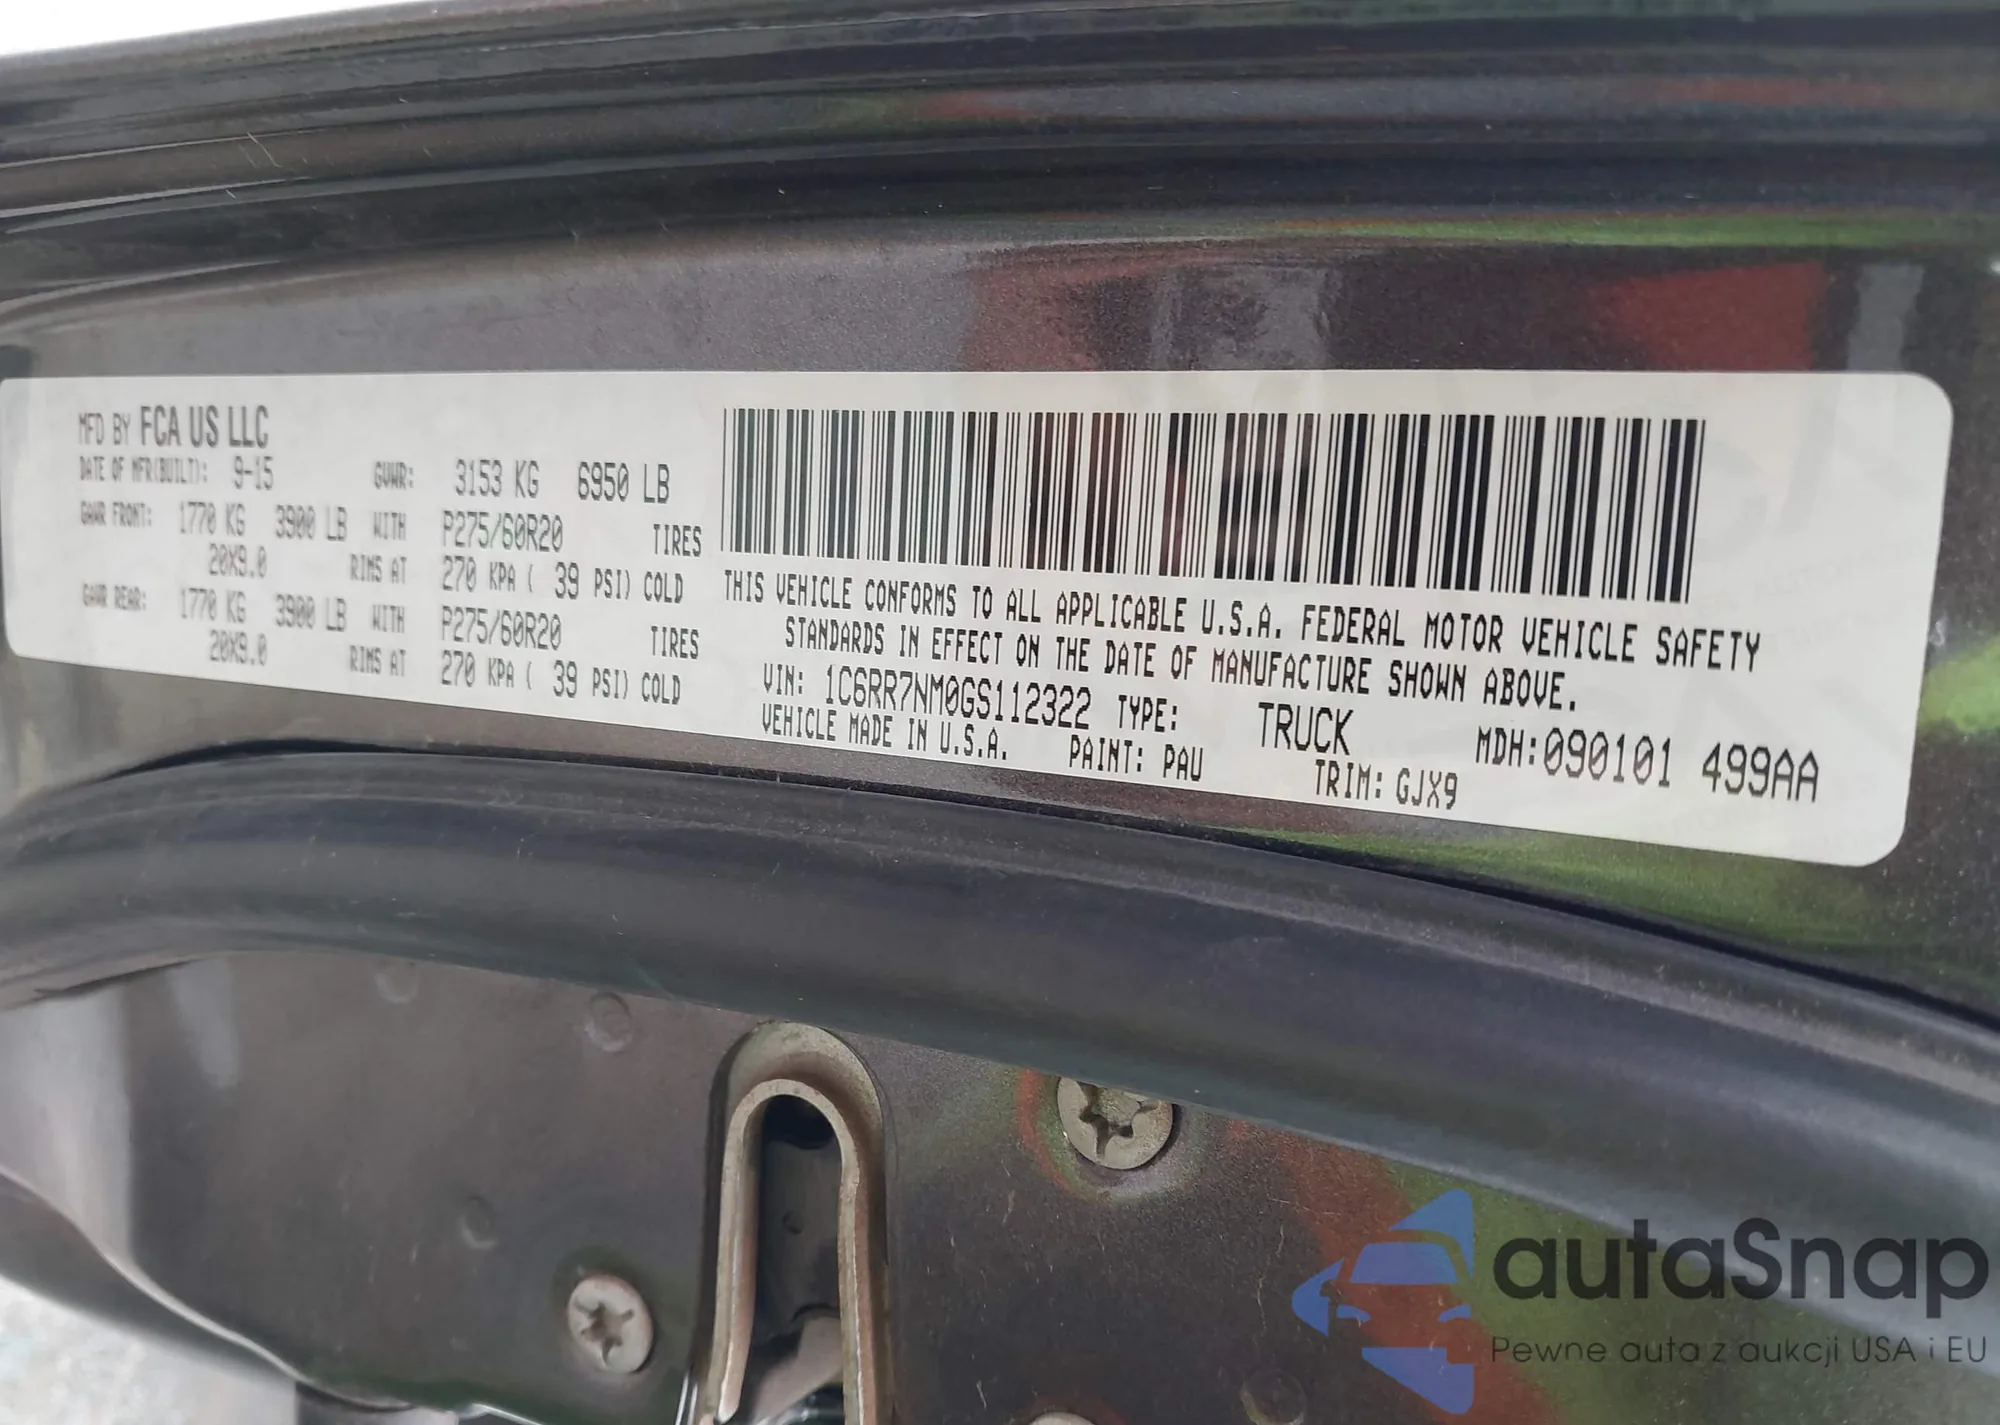 MFD BY FCA US LLC
DATE OF MFR(BUILT): 9-15 GVWR: 3153 KG 6950 LB
GAWR FRONT: 1770 KG 3900 LB WITH P275/60R20 TIRES
20X9.0 RIMS AT 270 KPA ( 39 PSI) COLD
GAWR REAR: 1770 KG 3900 LB WITH P275/60R20 TIRES
20X9.0 RIMS AT 270 KPA ( 39 PSI) COLD
THIS VEHICLE CONFORMS TO ALL APPLICABLE U.S.A. FEDERAL MOTOR VEHICLE SAFETY
STANDARDS IN EFFECT ON THE DATE OF MANUFACTURE SHOWN ABOVE.
VIN: 1C6RR7NM0GS112322 TYPE: TRUCK MDH:090101 499AA
VEHICLE MADE IN U.S.A. PAINT: PAU TRIM: GJX9
autaSnap
Pewne auta z aukcji USA i EU